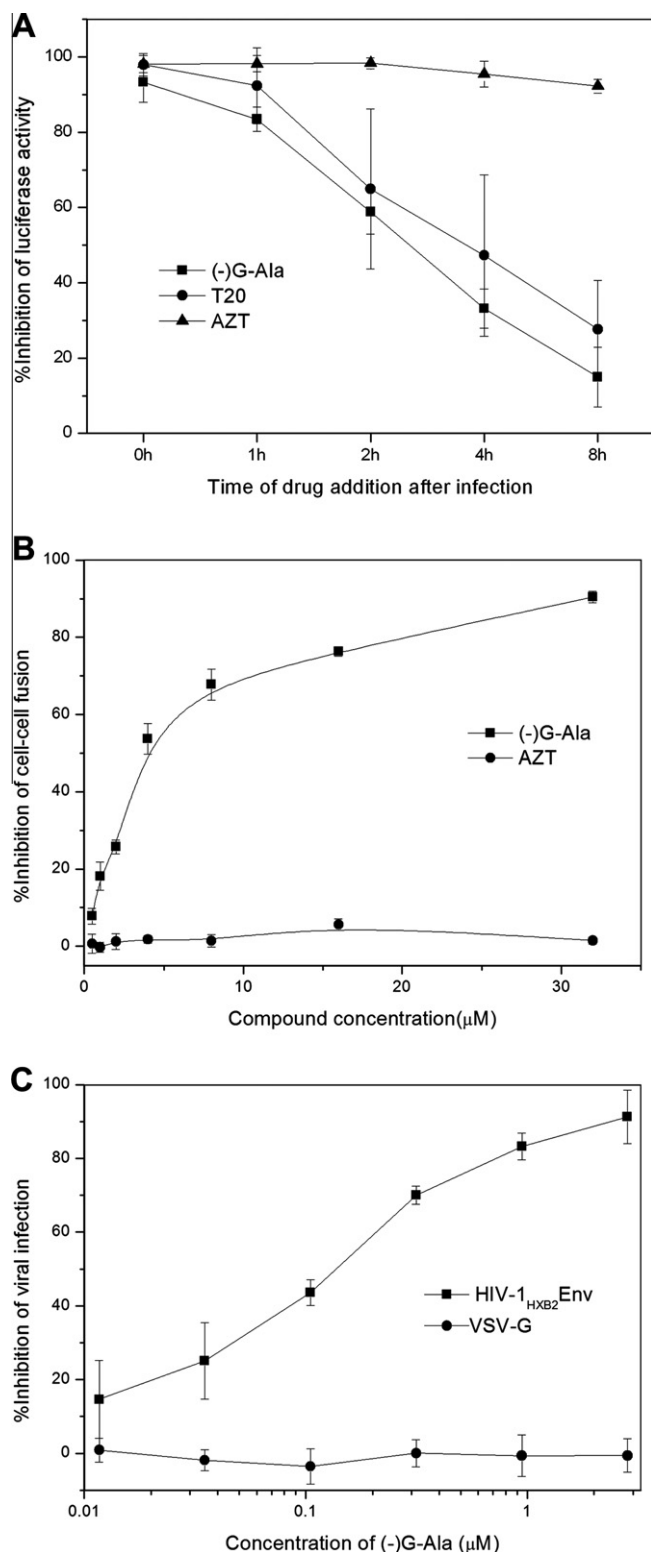 A
%Inhibition of luciferase activity
100
80
60
40
20
0
(-)G-Ala
T20
AZT
0h 1h 2h 4h 8h
Time of drug addition after infection
B
%Inhibition of cell-cell fusion
100
80
60
40
20
0
(-)G-Ala
AZT
0 10 20 30
Compound concentration(μM)
C
%Inhibition of viral infection
100
80
60
40
20
0
HIV-1HXB2Env
VSV-G
0.01 0.1 1
Concentration of (-)G-Ala (μM)